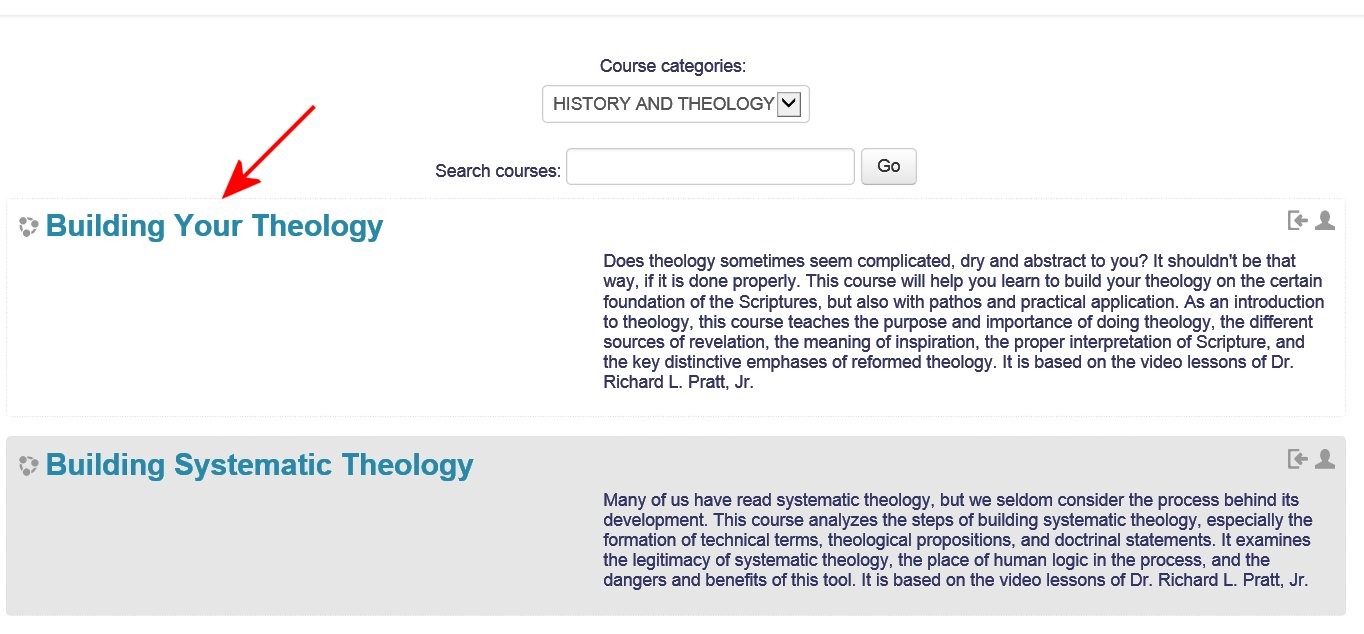 Course categories:
HISTORY AND THEOLOGY
Search courses:
Go
Building Your Theology
Does theology sometimes seem complicated, dry and abstract to you? It shouldn't be that
way, if it is done properly. This course will help you learn to build your theology on the certain
foundation of the Scriptures, but also with pathos and practical application. As an introduction
to theology, this course teaches the purpose and importance of doing theology, the different
sources of revelation, the meaning of inspiration, the proper interpretation of Scripture, and
the key distinctive emphases of reformed theology. It is based on the video lessons of Dr.
Richard L. Pratt, Jr.
Building Systematic Theology
Many of us have read systematic theology, but we seldom consider the process behind its
development. This course analyzes the steps of building systematic theology, especially the
formation of technical terms, theological propositions, and doctrinal statements. It examines
the legitimacy of systematic theology, the place of human logic in the process, and the
dangers and benefits of this tool. It is based on the video lessons of Dr. Richard L. Pratt, Jr.